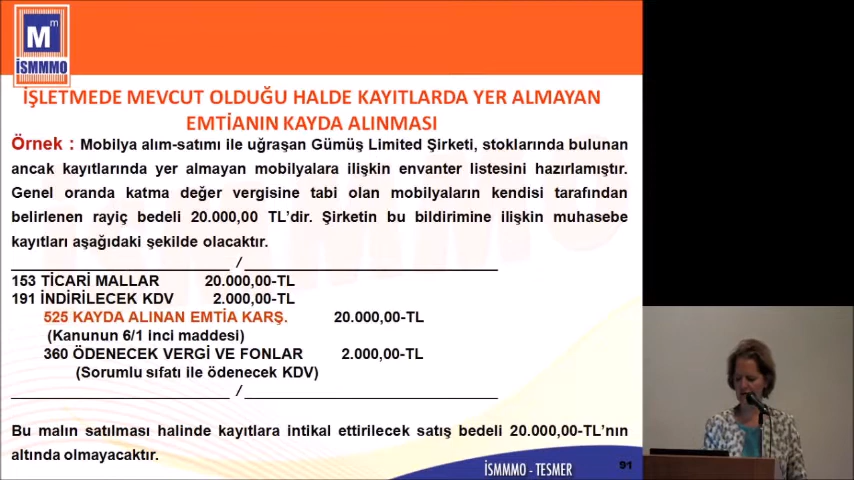 Mm
İSMMMO
İŞLETMEDE MEVCUT OLDUĞU HALDE KAYITLARDA YER ALMAYAN
EMTİANIN KAYDA ALINMASI
Örnek : Mobilya alım-satımı ile uğraşan Gümüş Limited Şirketi, stoklarında bulunan
ancak kayıtlarında yer almayan mobilyalara ilişkin envanter listesini hazırlamıştır.
Genel oranda katma değer vergisine tabi olan mobilyaların kendisi tarafından
belirlenen rayiç bedeli 20.000,00 TL’dir. Şirketin bu bildirimine ilişkin muhasebe
kayıtları aşağıdaki şekilde olacaktır.
/
153 TİCARİ MALLAR 20.000,00-TL
191 İNDİRİLECEK KDV 2.000,00-TL
525 KAYDA ALINAN EMTİA KARŞ. 20.000,00-TL
(Kanunun 6/1 inci maddesi)
360 ÖDENECEK VERGİ VE FONLAR 2.000,00-TL
(Sorumlu sıfatı ile ödenecek KDV)
/
Bu malın satılması halinde kayıtlara intikal ettirilecek satış bedeli 20.000,00-TL’nın
altında olmayacaktır.
İSMMMO - TESMER 91